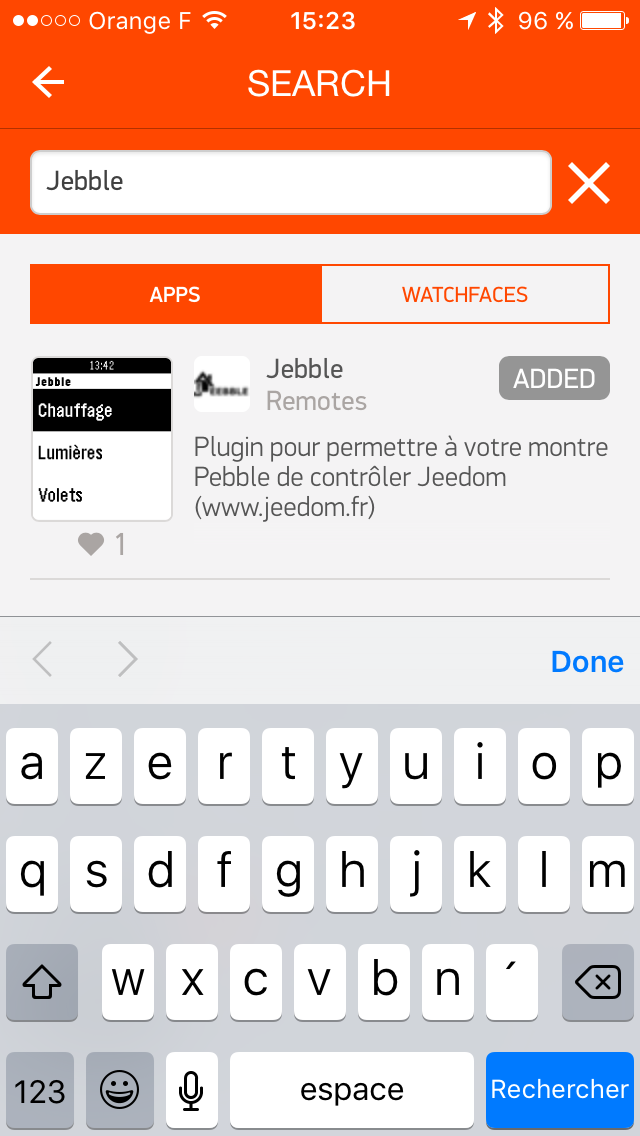 Orange F 15:23 96 %
SEARCH
Jebble
APPS WATCHFACES
13:42
Jebble
Chauffage
Lumières
Volets
1
JEEBBLE
Jebble
Remotes
ADDED
Plugin pour permettre à votre montre
Pebble de contrôler Jeedom
(www.jeedom.fr)
Done
a z e r t y u i o p
q s d f g h j k l m
w x c v b n ´
123 espace Rechercher